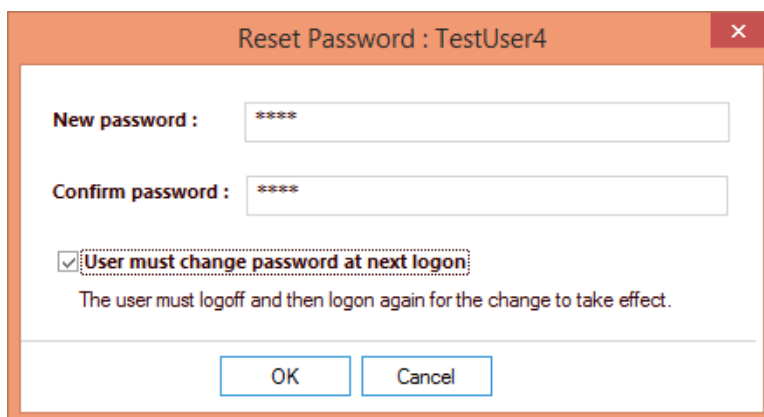 Reset Password : TestUser4
New password : ****
Confirm password : ****
User must change password at next logon
The user must logoff and then logon again for the change to take effect.
OK Cancel